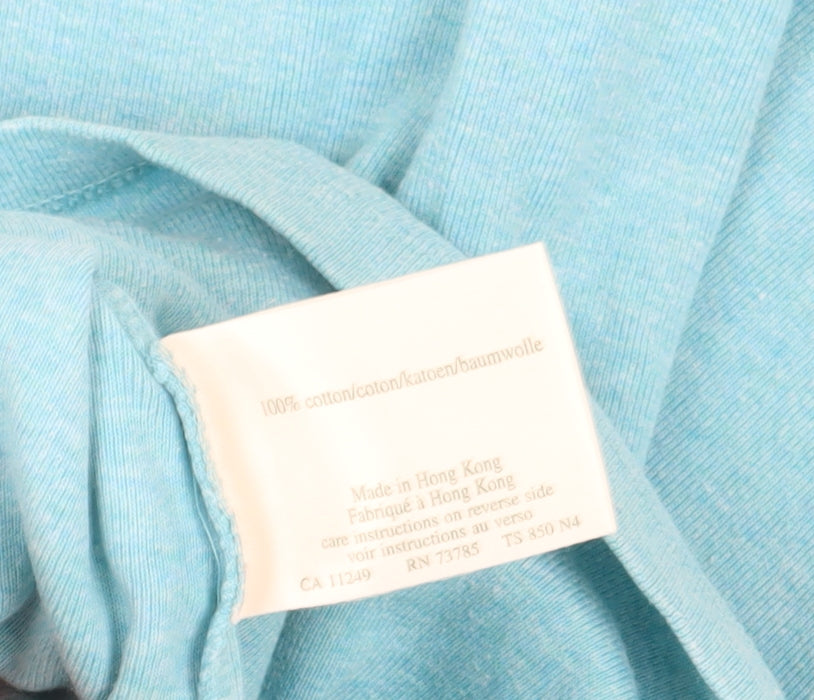 100% cotton/coton/katoen/baumwolle
Made in Hong Kong
Fabriqué à Hong Kong
care instructions on reverse side
voir instructions au verso
CA 11249 RN 73785 TS 850 N4